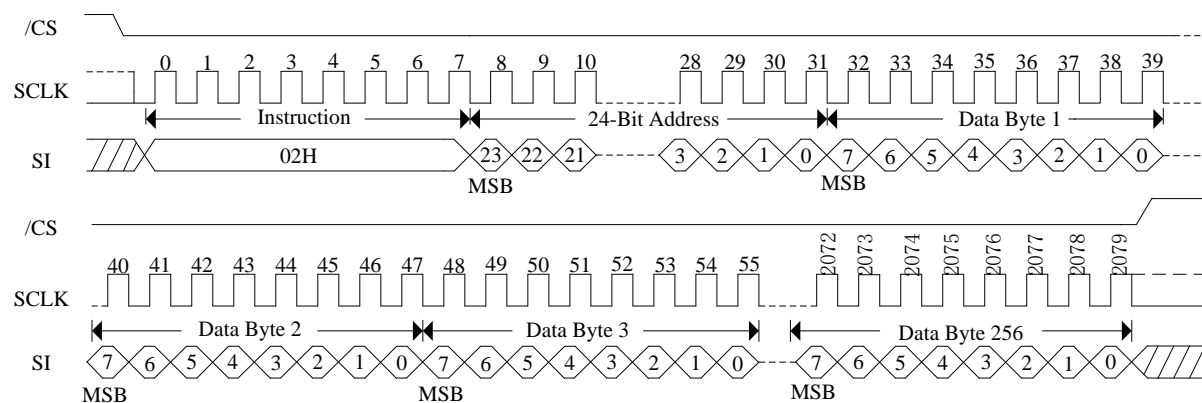 /CS
0 1 2 3 4 5 6 7 8 9 10 28 29 30 31 32 33 34 35 36 37 38 39
SCLK
Instruction 24-Bit Address Data Byte 1
SI 02H 23 22 21 3 2 1 0 7 6 5 4 3 2 1 0
MSB MSB
/CS
40 41 42 43 44 45 46 47 48 49 50 51 52 53 54 55 2072 2073 2074 2075 2076 2077 2078 2079
SCLK
Data Byte 2 Data Byte 3 Data Byte 256
SI 7 6 5 4 3 2 1 0 7 6 5 4 3 2 1 0 7 6 5 4 3 2 1 0
MSB MSB MSB